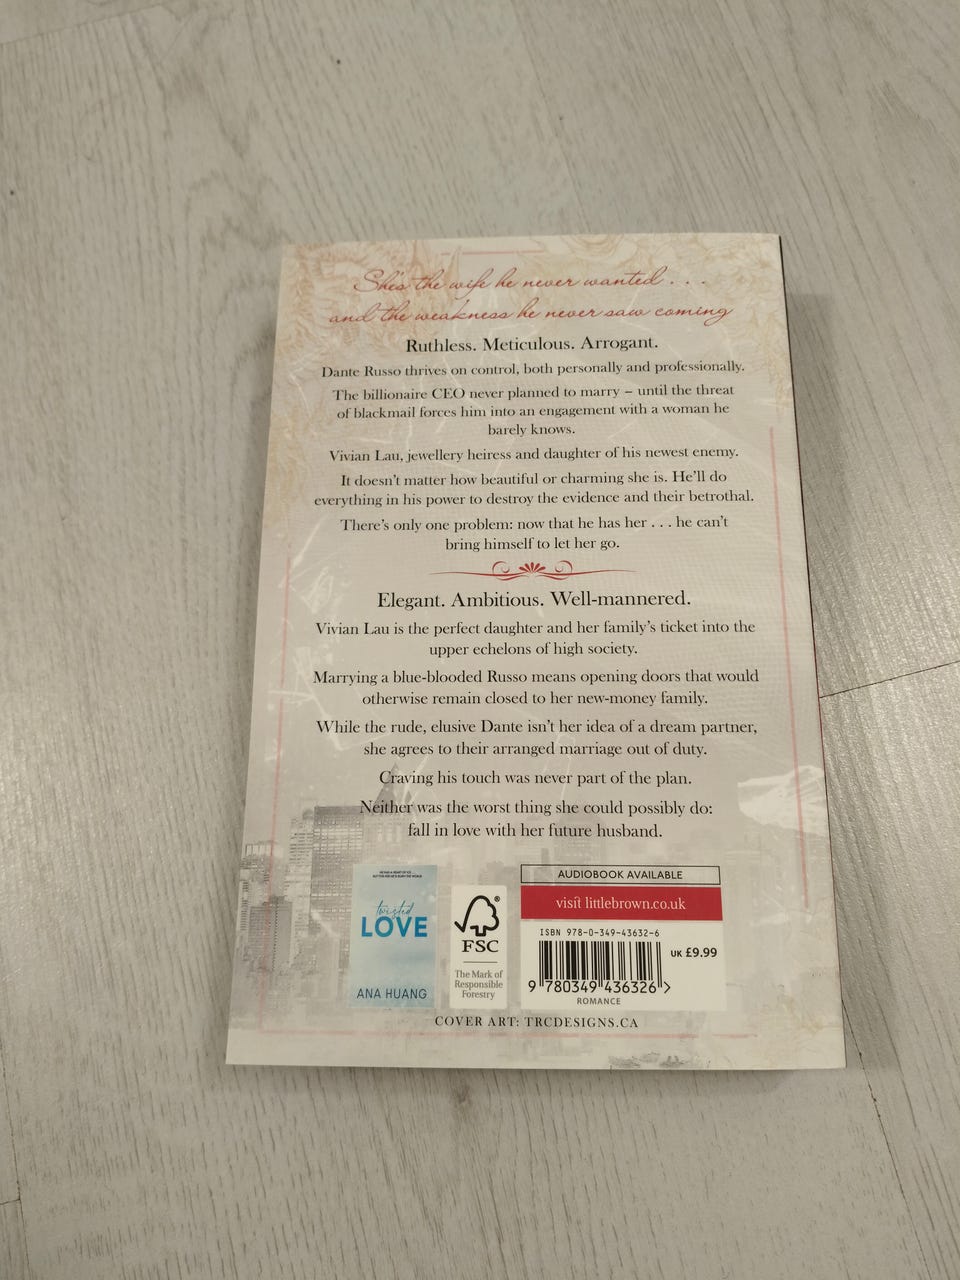 She's the wife he never wanted . . .
and the weakness he never saw coming
Ruthless. Meticulous. Arrogant.
Dante Russo thrives on control, both personally and professionally.
The billionaire CEO never planned to marry – until the threat
of blackmail forces him into an engagement with a woman he
barely knows.
Vivian Lau, jewellery heiress and daughter of his newest enemy.
It doesn't matter how beautiful or charming she is. He'll do
everything in his power to destroy the evidence and their betrothal.
There's only one problem: now that he has her . . . he can't
bring himself to let her go.
Elegant. Ambitious. Well-mannered.
Vivian Lau is the perfect daughter and her family's ticket into the
upper echelons of high society.
Marrying a blue-blooded Russo means opening doors that would
otherwise remain closed to her new-money family.
While the rude, elusive Dante isn't her idea of a dream partner,
she agrees to their arranged marriage out of duty.
Craving his touch was never part of the plan.
Neither was the worst thing she could possibly do:
fall in love with her future husband.
twisted
LOVE
ANA HUANG
FSC
®
The Mark of
Responsible
Forestry
AUDIOBOOK AVAILABLE
visit littlebrown.co.uk
ISBN 978-0-349-43632-6
UK £9.99
9 780349 436326 >
ROMANCE
COVER ART: TRCDESIGNS.CA